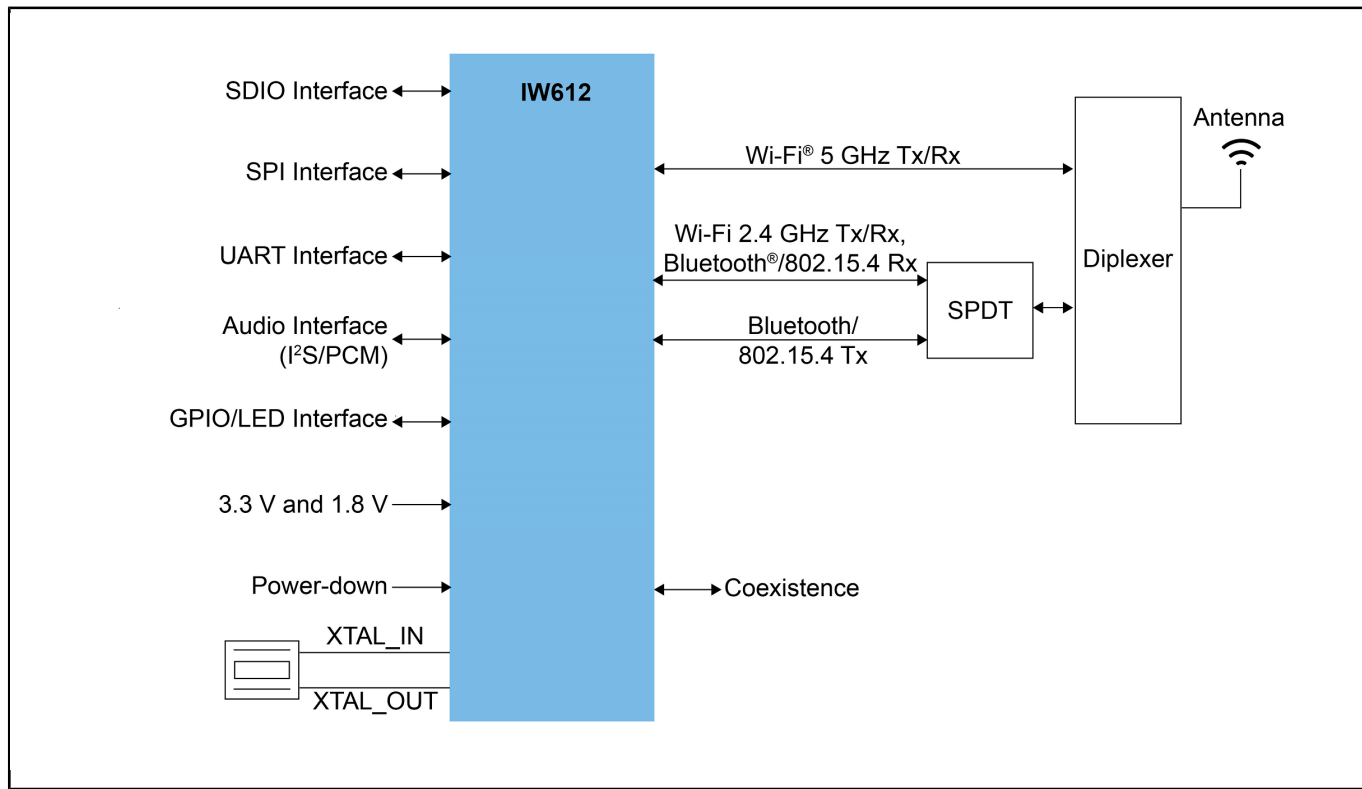 IW612
SDIO Interface
SPI Interface
UART Interface
Audio Interface
(I²S/PCM)
GPIO/LED Interface
3.3 V and 1.8 V
Power-down
XTAL_IN
XTAL_OUT
Wi-Fi® 5 GHz Tx/Rx
Wi-Fi 2.4 GHz Tx/Rx,
Bluetooth®/802.15.4 Rx
Bluetooth/
802.15.4 Tx
Coexistence
SPDT
Diplexer
Antenna